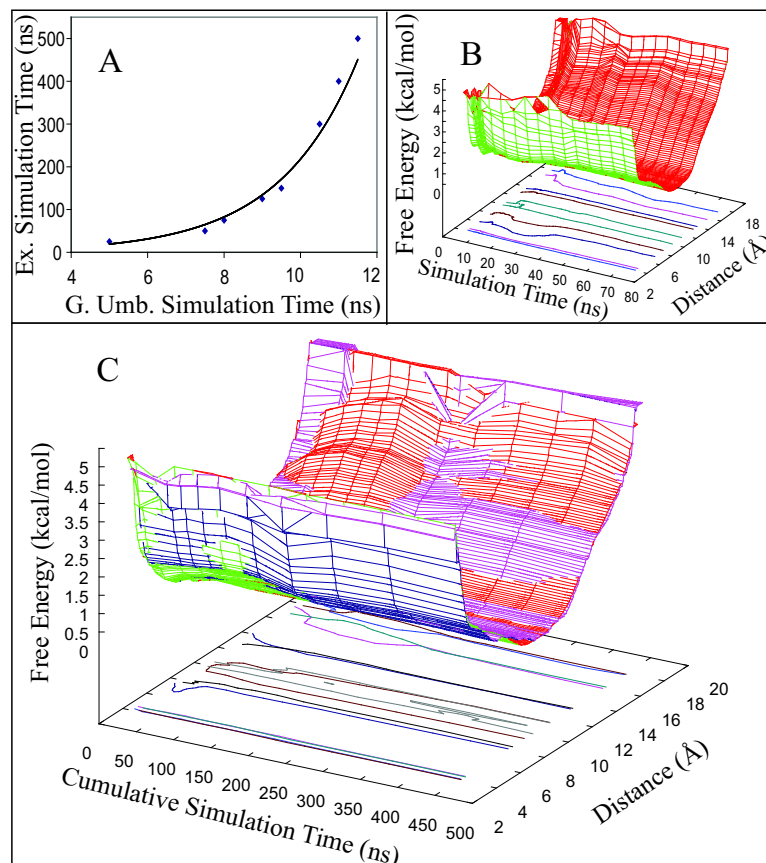 A
Ex. Simulation Time (ns)
500
400
300
200
100
0
4 6 8 10 12
G. Umb. Simulation Time (ns)
B
Free Energy (kcal/mol)
5
4
3
2
1
0
0 10 20 30 40 50 60 70 80
Simulation Time (ns)
2 6 10 14 18
Distance (Å)
C
Free Energy (kcal/mol)
5
4.5
4
3.5
3
2.5
2
1.5
1
0.5
0
0 50 100 150 200 250 300 350 400 450 500
Cumulative Simulation Time (ns)
2 4 6 8 10 12 14 16 18 20
Distance (Å)